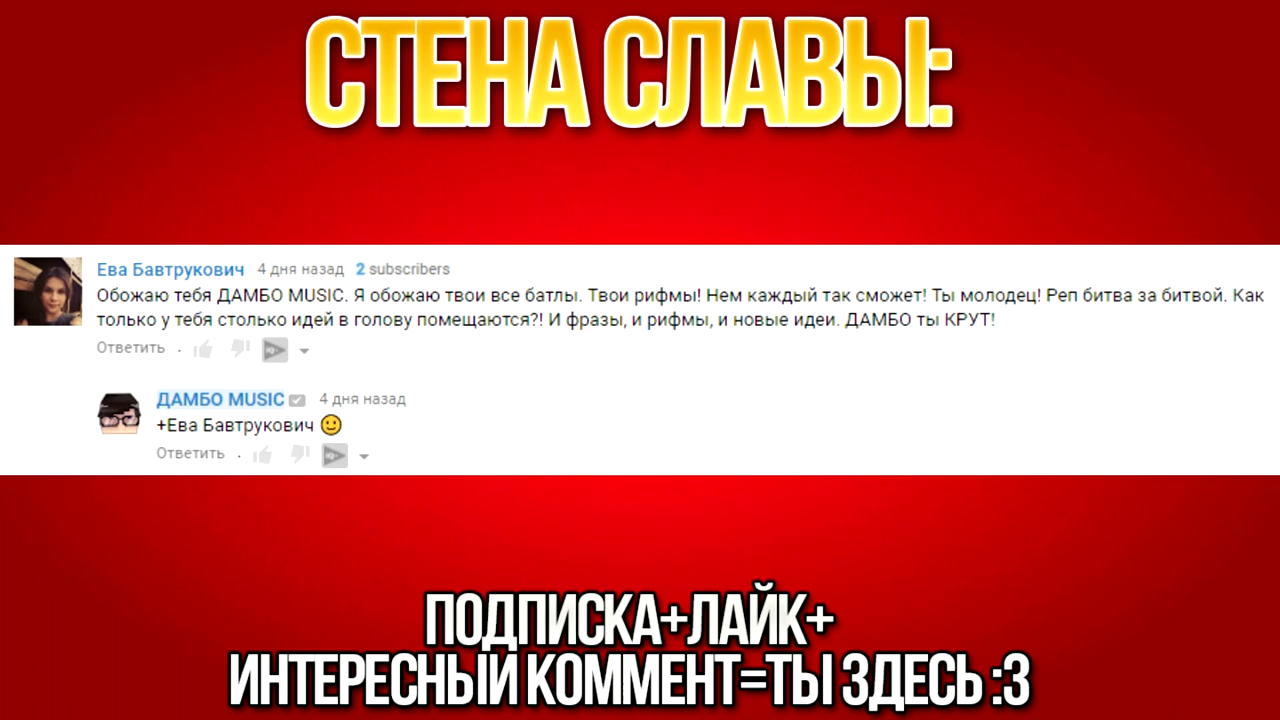 СТЕНА СЛАВЫ:
Ева Бавтрукович 4 дня назад 2 subscribers
Обожаю тебя ДАМБО MUSIC. Я обожаю твои все батлы. Твои рифмы! Нем каждый так сможет! Ты молодец! Реп битва за битвой. Как
только у тебя столько идей в голову помещаются?! И фразы, и рифмы, и новые идеи. ДАМБО ты КРУТ!
Ответить
ДАМБО MUSIC 4 дня назад
+Ева Бавтрукович 🙂
Ответить
ПОДПИСКА+ЛАЙК+
ИНТЕРЕСНЫЙ КОММЕНТ=ТЫ ЗДЕСЬ :3